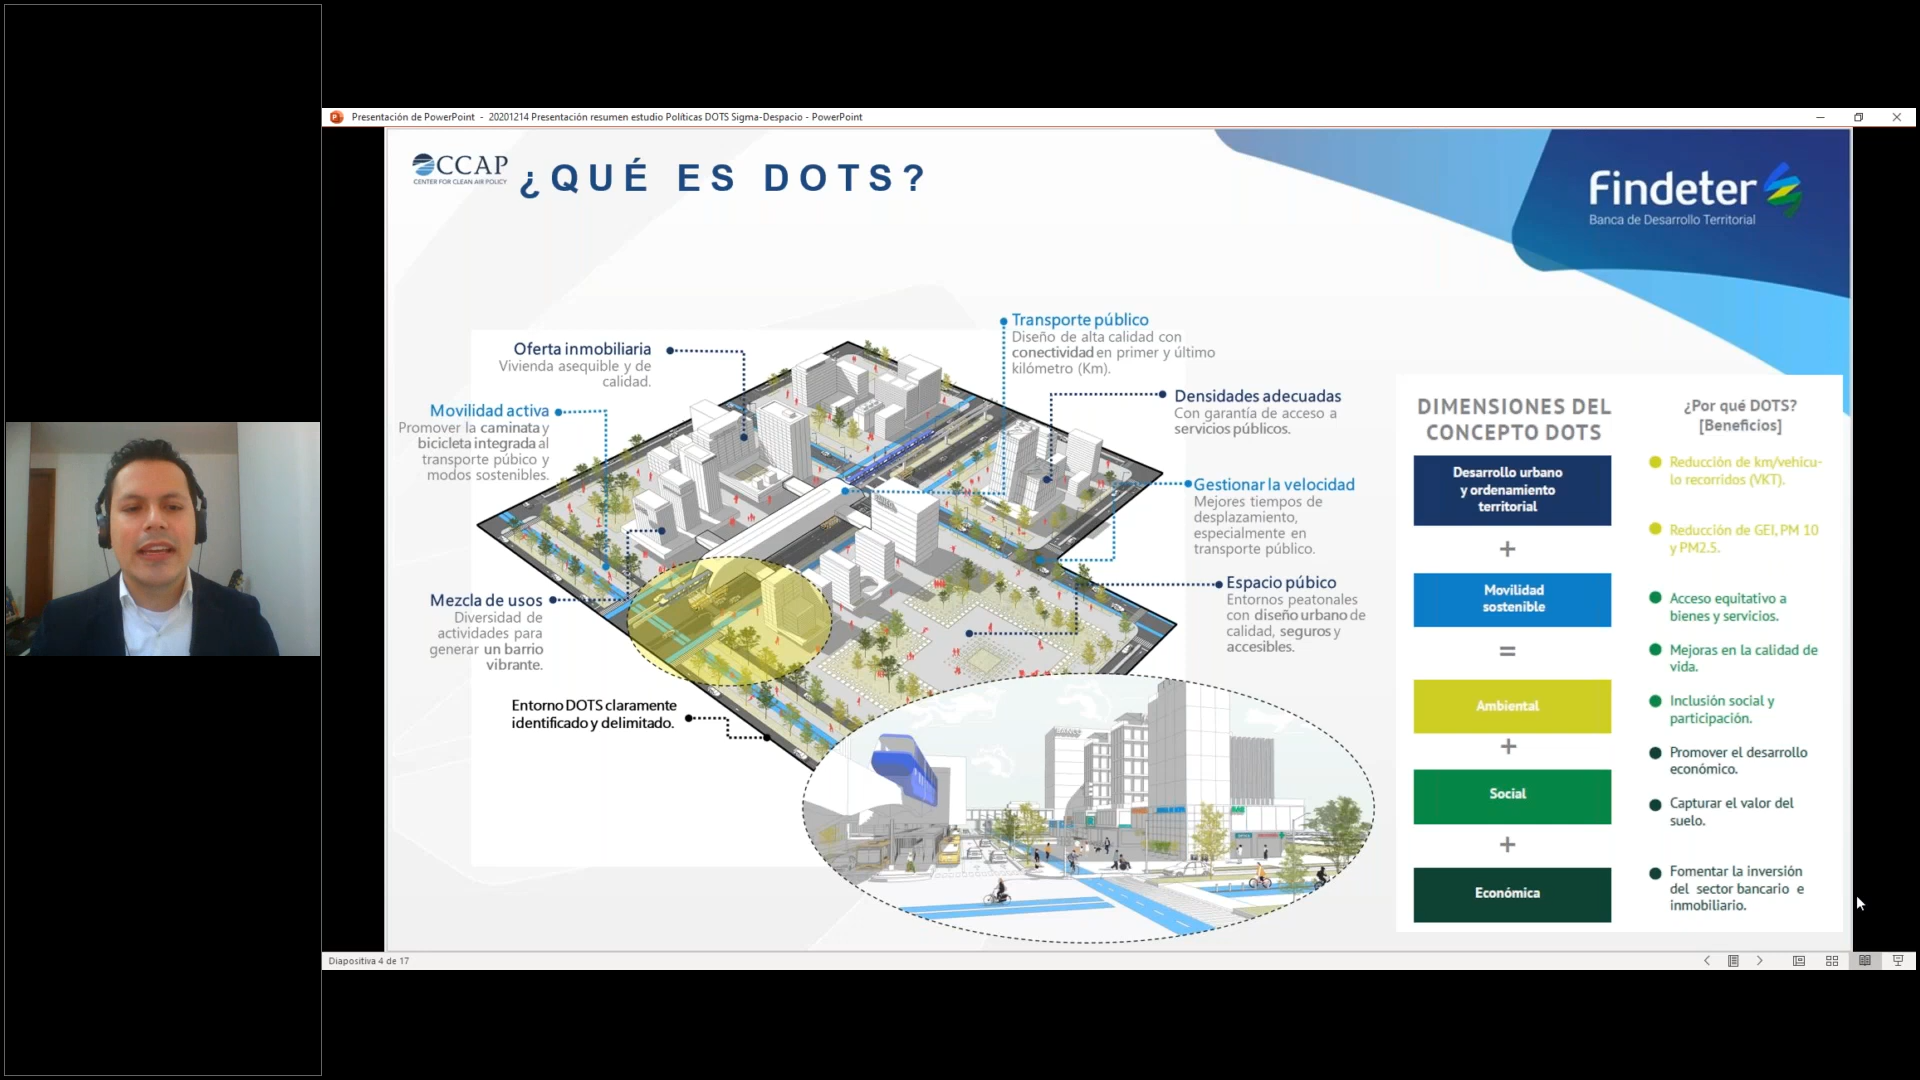 Presentación de PowerPoint - 20201214 Presentación resumen estudio Políticas DOTS Sigma-Despacio - PowerPoint
CCAP
CENTER FOR CLEAN AIR POLICY
¿QUÉ ES DOTS?
Findeter
Banca de Desarrollo Territorial
Oferta inmobiliaria
Vivienda asequible y de
calidad.
Movilidad activa
Promover la caminata y
bicicleta integrada al
transporte púbico y
modos sostenibles.
Mezcla de usos
Diversidad de
actividades para
generar un barrio
vibrante.
Entorno DOTS claramente
identificado y delimitado.
Transporte público
Diseño de alta calidad con
conectividad en primer y último
kilómetro (Km).
Densidades adecuadas
Con garantía de acceso a
servicios públicos.
Gestionar la velocidad
Mejores tiempos de
desplazamiento,
especialmente en
transporte público.
Espacio púbico
Entornos peatonales
con diseño urbano de
calidad, seguros y
accesibles.
DIMENSIONES DEL
CONCEPTO DOTS
Desarrollo urbano
y ordenamiento
territorial
+
Movilidad
sostenible
=
Ambiental
+
Social
+
Económica
¿Por qué DOTS?
[Beneficios]
Reducción de km/vehicu-
lo recorridos (VKT).
Reducción de GEI, PM 10
y PM2.5.
Acceso equitativo a
bienes y servicios.
Mejoras en la calidad de
vida.
Inclusión social y
participación.
Promover el desarrollo
económico.
Capturar el valor del
suelo.
Fomentar la inversión
del sector bancario e
inmobiliario.
Diapositiva 4 de 17